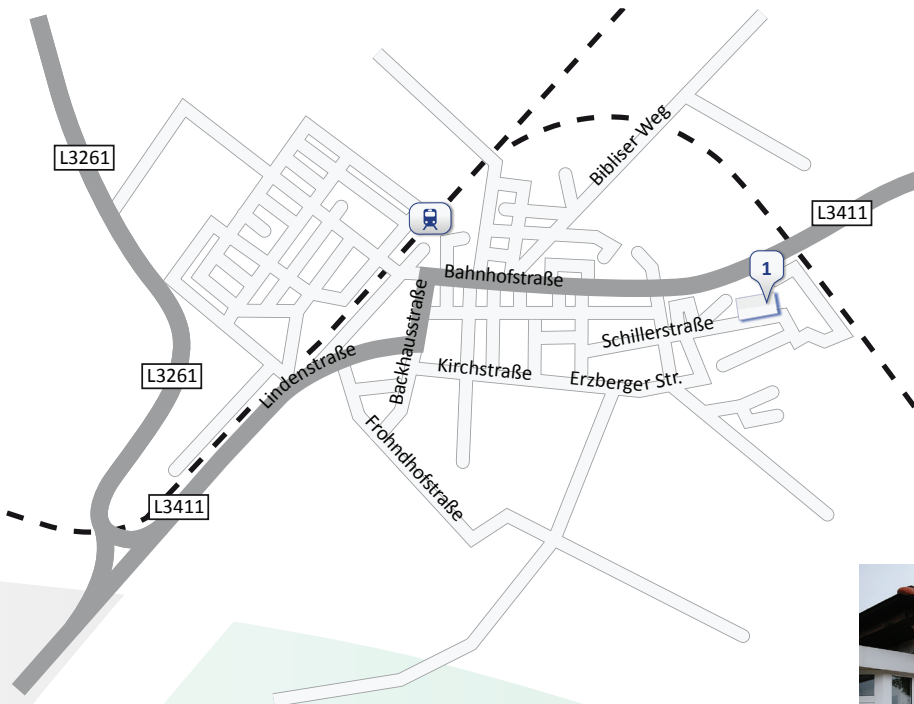 Bibliser Weg
L3261
L3411
1
Bahnhofstraße
Backhausstraße
Schillerstraße
Lindenstraße
Kirchstraße
Erzberger Str.
L3261
Frohndhofstraße
L3411